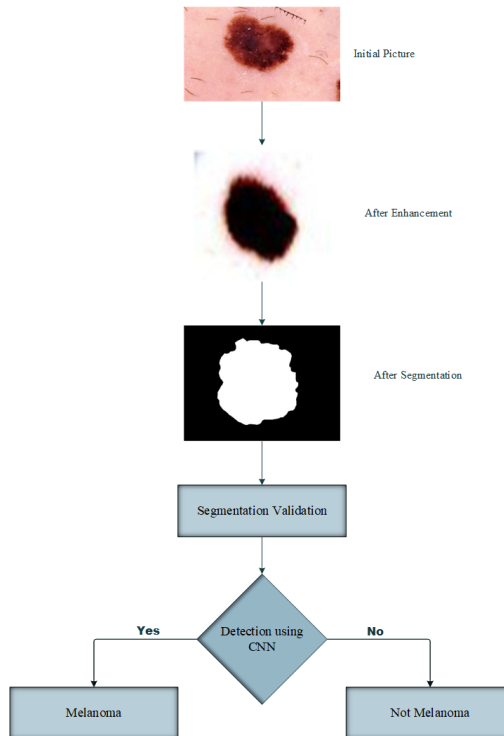 Initial Picture
After Enhancement
After Segmentation
Segmentation Validation
Detection using
CNN
Yes
No
Melanoma
Not Melanoma